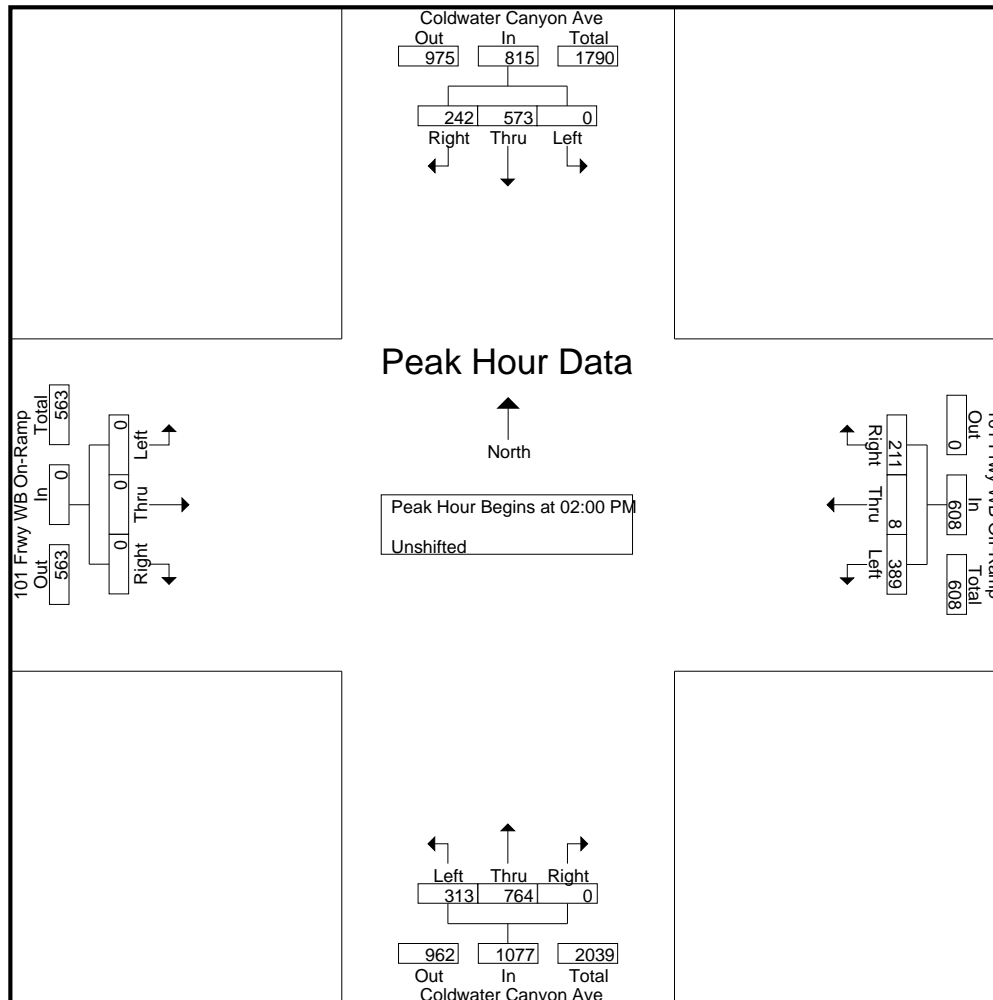 Coldwater Canyon Ave
Out In Total
975 815 1790
242 573 0
Right Thru Left
Peak Hour Data
North
Peak Hour Begins at 02:00 PM
Unshifted
101 Frwy WB On-Ramp
Total In Out
563 0 563
0 0 0
Left Thru Right
Right Thru Left
211 8 389
0 608 608
Out In Total
Left Thru Right
313 764 0
962 1077 2039
Out In Total
Coldwater Canyon Ave